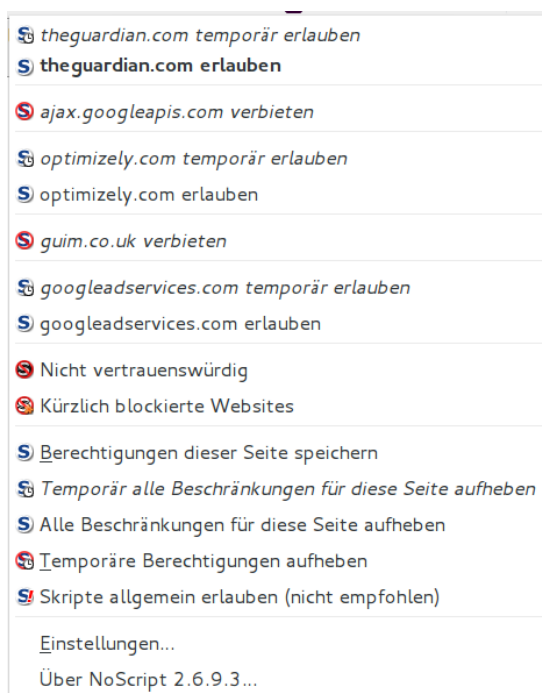 theguardian.com temporär erlauben
theguardian.com erlauben
ajax.googleapis.com verbieten
optimizely.com temporär erlauben
optimizely.com erlauben
guim.co.uk verbieten
googleadservices.com temporär erlauben
googleadservices.com erlauben
Nicht vertrauenswürdig
Kürzlich blockierte Websites
Berechtigungen dieser Seite speichern
Temporär alle Beschränkungen für diese Seite aufheben
Alle Beschränkungen für diese Seite aufheben
Temporäre Berechtigungen aufheben
Skripte allgemein erlauben (nicht empfohlen)
Einstellungen...
Über NoScript 2.6.9.3...